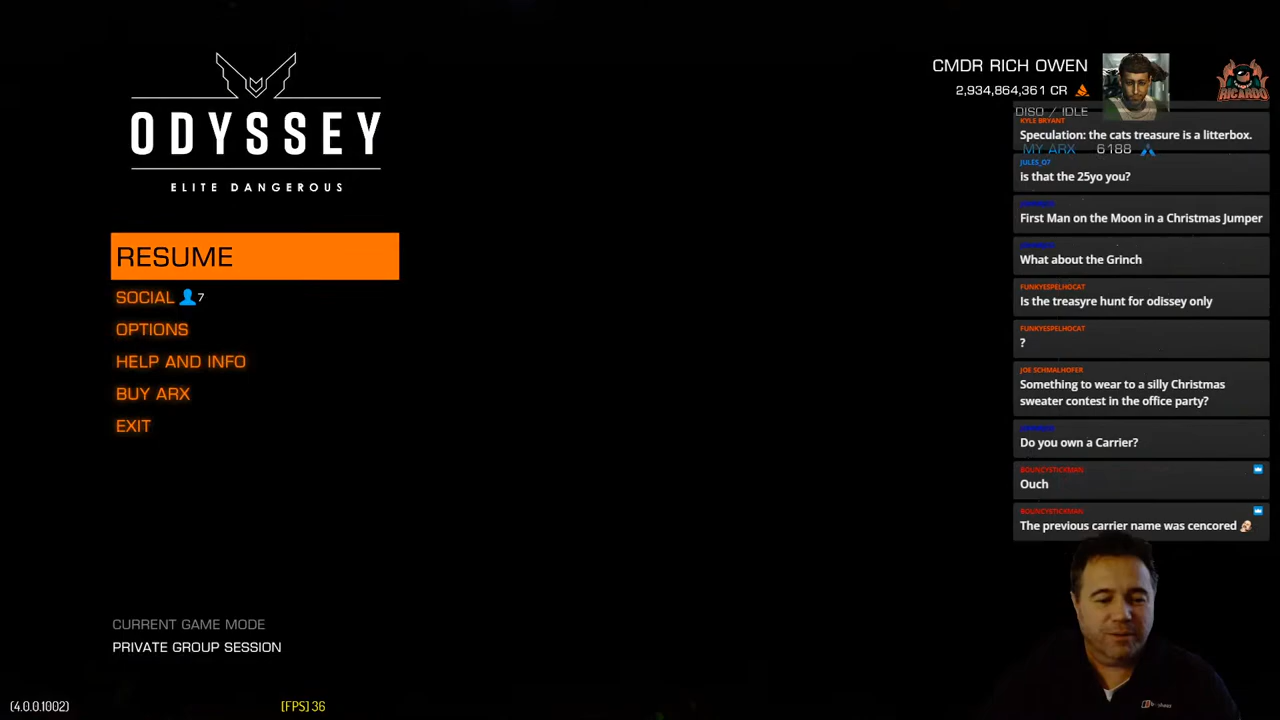 ODYSSEY
ELITE DANGEROUS
RESUME
SOCIAL 7
OPTIONS
HELP AND INFO
BUY ARX
EXIT
CURRENT GAME MODE
PRIVATE GROUP SESSION
(4.0.0.1002)
[FPS] 36
CMDR RICH OWEN
2,934,864,361 CR
RICARDO
DISO / IDLE
KYLE BRYANT
Speculation: the cats treasure is a litterbox.
MY ARX 6188
JULES_07
Is that the 25yo you?
First Man on the Moon in a Christmas Jumper
What about the Grinch
FUNKYESPELHOCAT
Is the treasyre hunt for odissey only
FUNKYESPELHOCAT
?
JOE SCHMALHOFER
Something to wear to a silly Christmas
sweater contest in the office party?
Do you own a Carrier?
BOUNCYSTICKMAN
Ouch
BOUNCYSTICKMAN
The previous carrier name was cencored